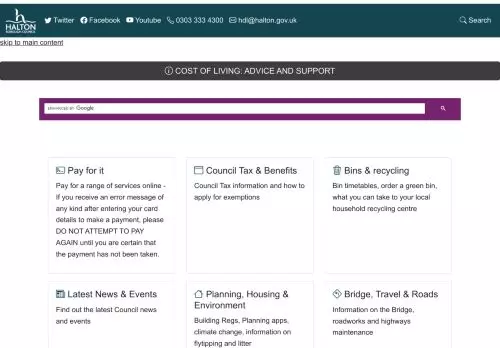 HALTON
BOROUGH COUNCIL
Twitter Facebook Youtube 0303 333 4300 hdl@halton.gov.uk Search
skip to main content
COST OF LIVING: ADVICE AND SUPPORT
ENHANCED BY Google
Pay for it
Pay for a range of services online -
If you receive an error message of
any kind after entering your card
details to make a payment, please
DO NOT ATTEMPT TO PAY
AGAIN until you are certain that
the payment has not been taken.
Council Tax & Benefits
Council Tax information and how to
apply for exemptions
Bins & recycling
Bin timetables, order a green bin,
what you can take to your local
household recycling centre
Latest News & Events
Find out the latest Council news
and events
Planning, Housing &
Environment
Building Regs, Planning apps,
climate change, information on
flytipping and litter
Bridge, Travel & Roads
Information on the Bridge,
roadworks and highways
maintenance